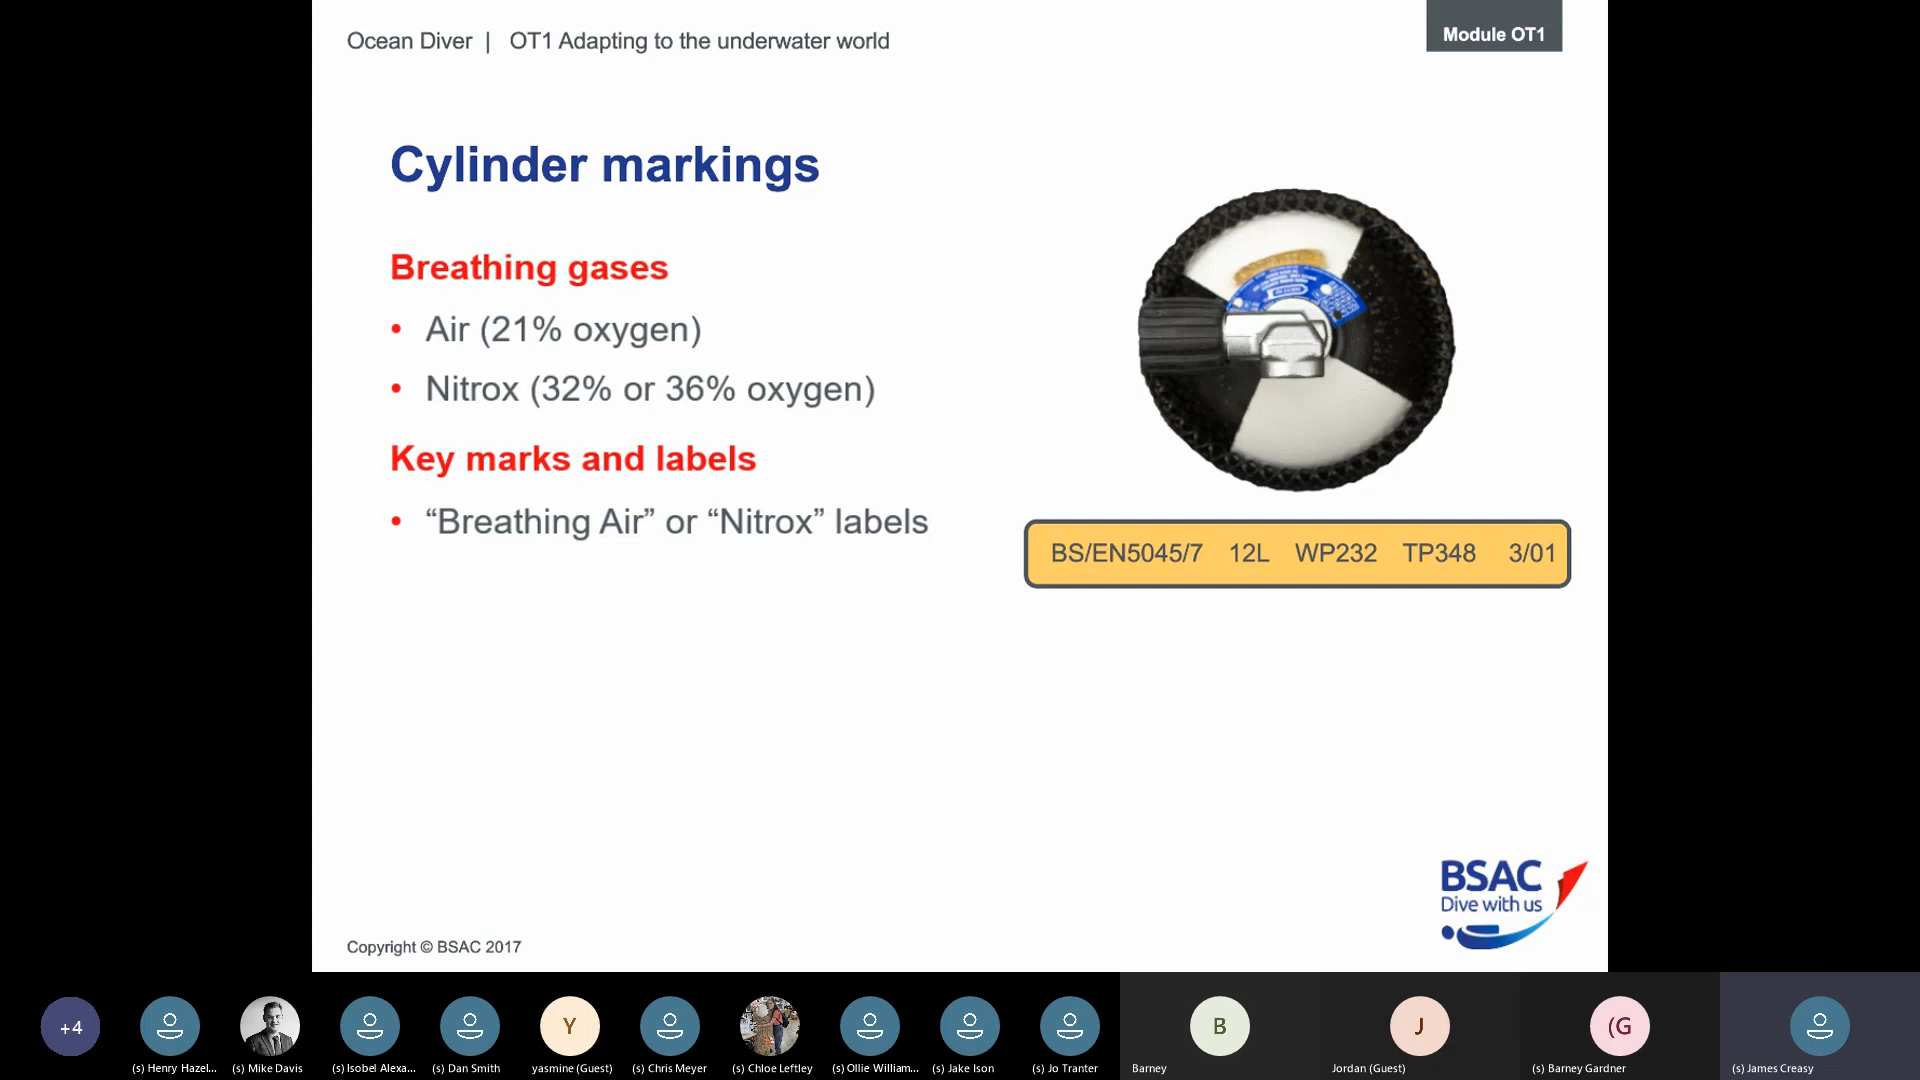 Ocean Diver | OT1 Adapting to the underwater world
Module OT1
Cylinder markings
Breathing gases
• Air (21% oxygen)
• Nitrox (32% or 36% oxygen)
Key marks and labels
• “Breathing Air” or “Nitrox” labels
BS/EN5045/7 12L WP232 TP348 3/01
BSAC
Dive with us
Copyright © BSAC 2017
+4
Y
B
J
(G
(s) Henry Hazel...
(s) Mike Davis
(s) Isobel Alexa...
(s) Dan Smith
yasmine (Guest)
(s) Chris Meyer
(s) Chloe Leftley
(s) Ollie William...
(s) Jake Ison
(s) Jo Tranter
Barney
Jordan (Guest)
(s) Barney Gardner
(s) James Creasy